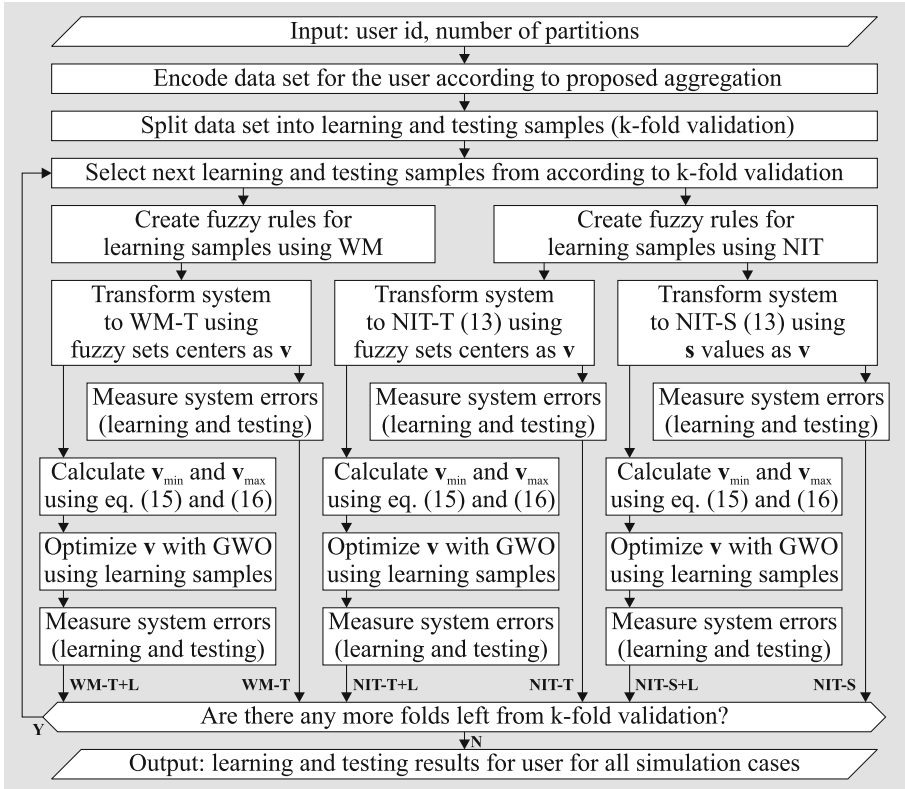 Input: user id, number of partitions
Encode data set for the user according to proposed aggregation
Split data set into learning and testing samples (k-fold validation)
Select next learning and testing samples from according to k-fold validation
Create fuzzy rules for
learning samples using WM
Create fuzzy rules for
learning samples using NIT
Transform system
to WM-T using
fuzzy sets centers as v
Transform system
to NIT-T (13) using
fuzzy sets centers as v
Transform system
to NIT-S (13) using
s values as v
Measure system errors
(learning and testing)
Measure system errors
(learning and testing)
Measure system errors
(learning and testing)
Calculate vmin and vmax
using eq. (15) and (16)
Calculate vmin and vmax
using eq. (15) and (16)
Calculate vmin and vmax
using eq. (15) and (16)
Optimize v with GWO
using learning samples
Optimize v with GWO
using learning samples
Optimize v with GWO
using learning samples
Measure system errors
(learning and testing)
Measure system errors
(learning and testing)
Measure system errors
(learning and testing)
WM-T+L
WM-T
NIT-T+L
NIT-T
NIT-S+L
NIT-S
Are there any more folds left from k-fold validation?
Y
N
Output: learning and testing results for user for all simulation cases